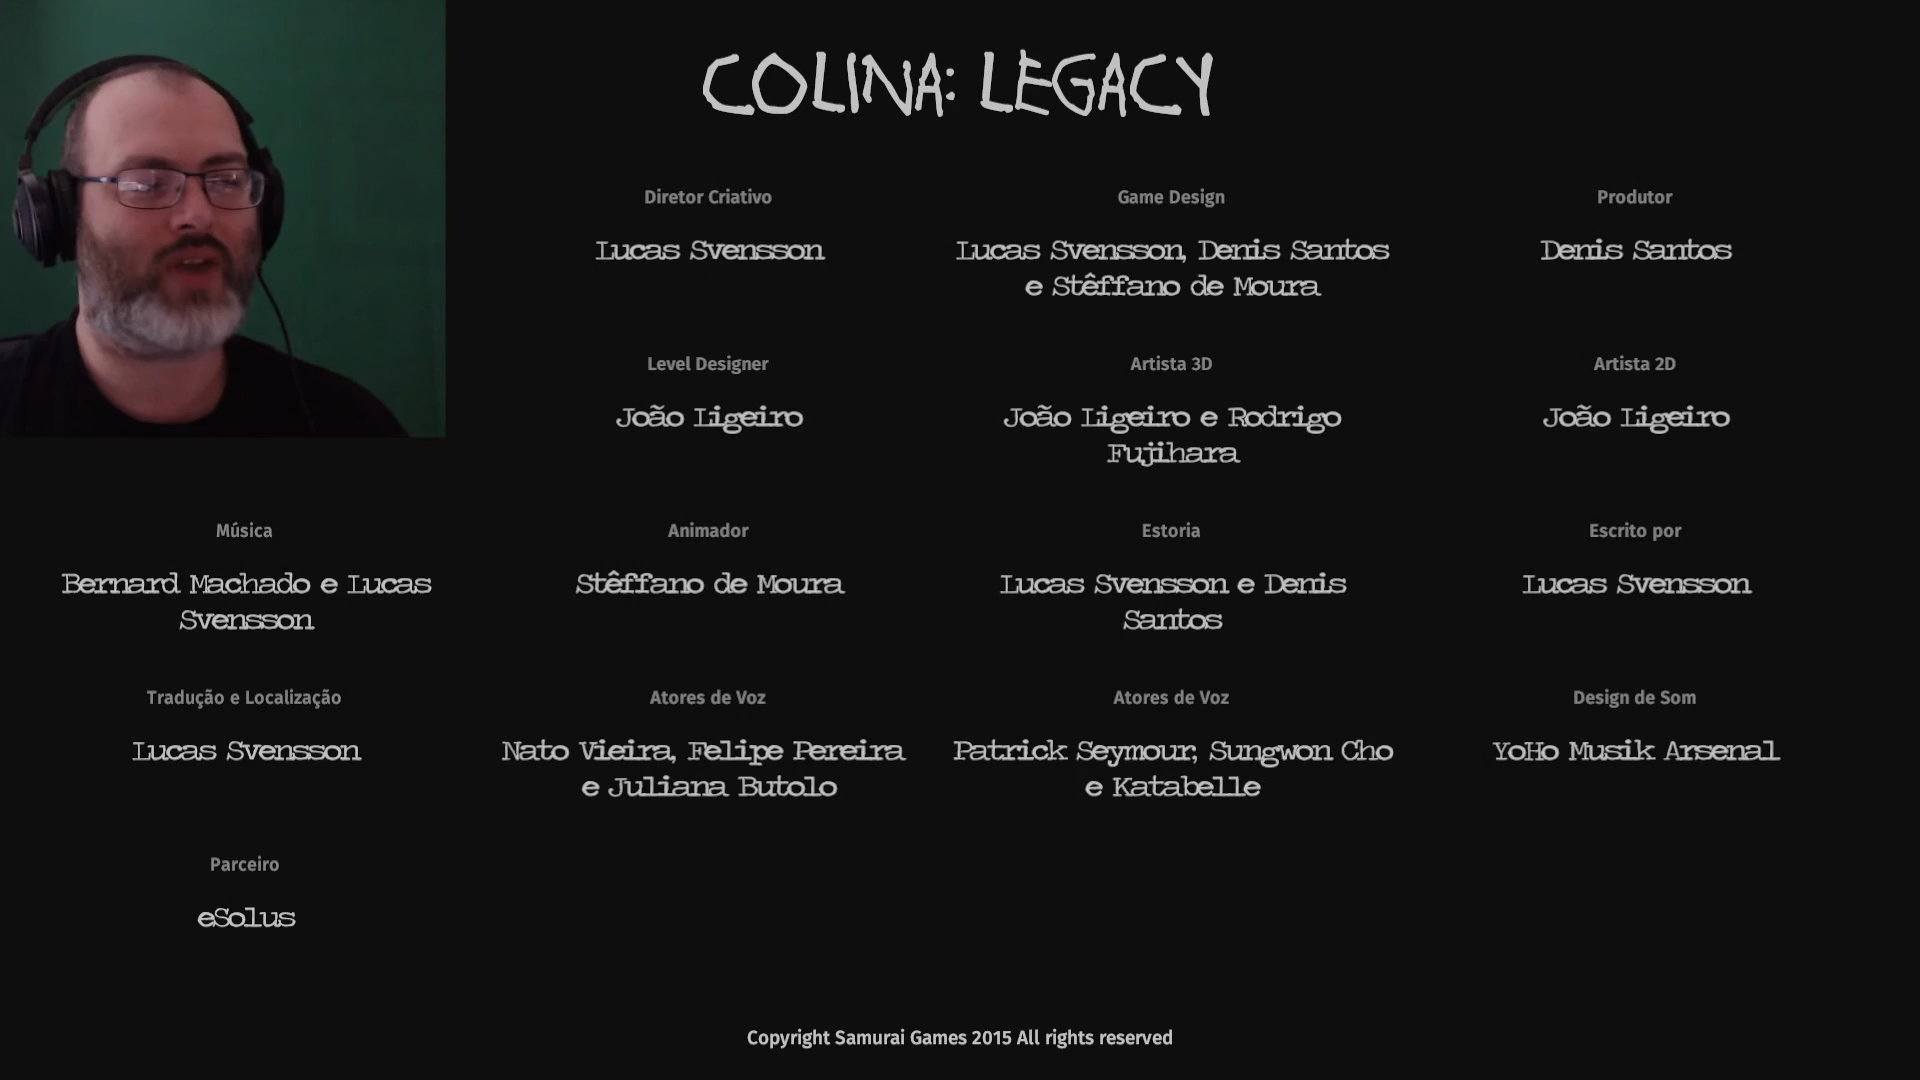 COLINA: LEGACY
Diretor Criativo
Lucas Svensson
Game Design
Lucas Svensson, Denis Santos
e Stêffano de Moura
Produtor
Denis Santos
Level Designer
João Ligeiro
Artista 3D
João Ligeiro e Rodrigo
Fujihara
Artista 2D
João Ligeiro
Música
Bernard Machado e Lucas
Svensson
Animador
Stêffano de Moura
Estoria
Lucas Svensson e Denis
Santos
Escrito por
Lucas Svensson
Tradução e Localização
Lucas Svensson
Atores de Voz
Nato Vieira, Felipe Pereira
e Juliana Butolo
Atores de Voz
Patrick Seymour, Sungwon Cho
e Katabelle
Design de Som
YoHo Musik Arsenal
Parceiro
eSolus
Copyright Samurai Games 2015 All rights reserved